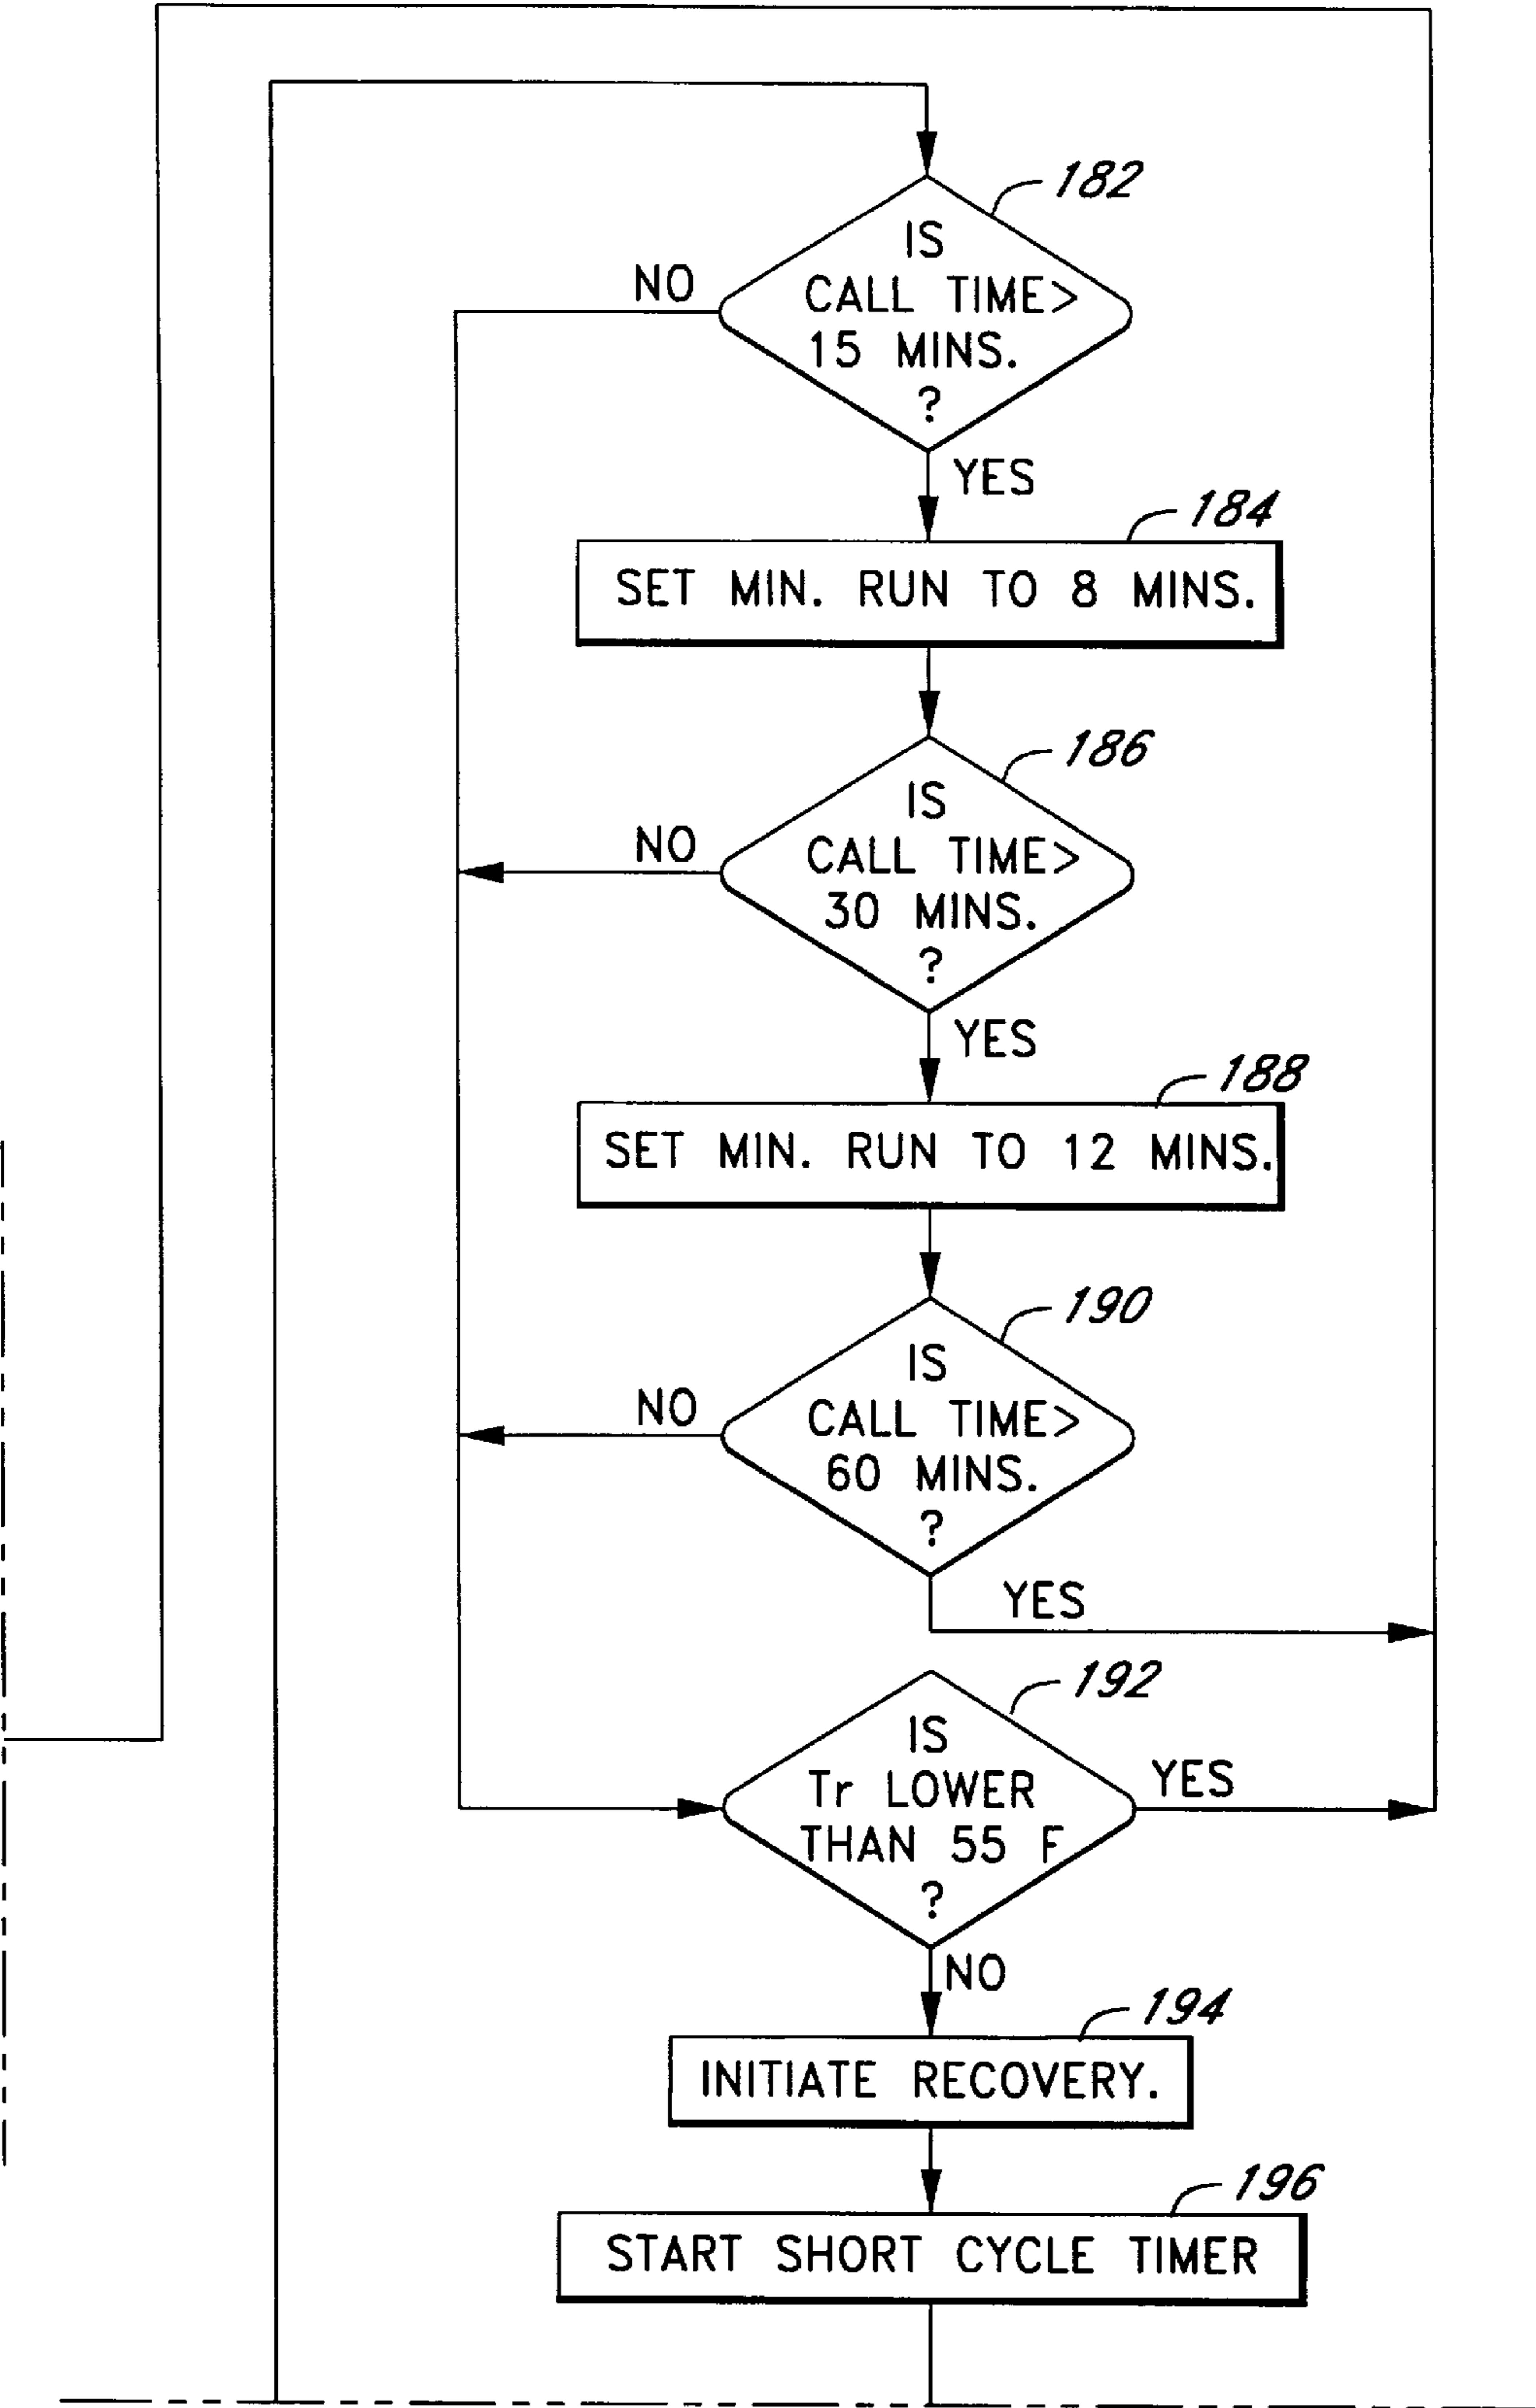 182
IS
CALL TIME>
15 MINS.
?
NO
YES
184
SET MIN. RUN TO 8 MINS.
186
IS
CALL TIME>
30 MINS.
?
NO
YES
188
SET MIN. RUN TO 12 MINS.
190
IS
CALL TIME>
60 MINS.
?
NO
YES
192
IS
Tr LOWER
THAN 55 F
?
YES
NO
194
INITIATE RECOVERY.
196
START SHORT CYCLE TIMER